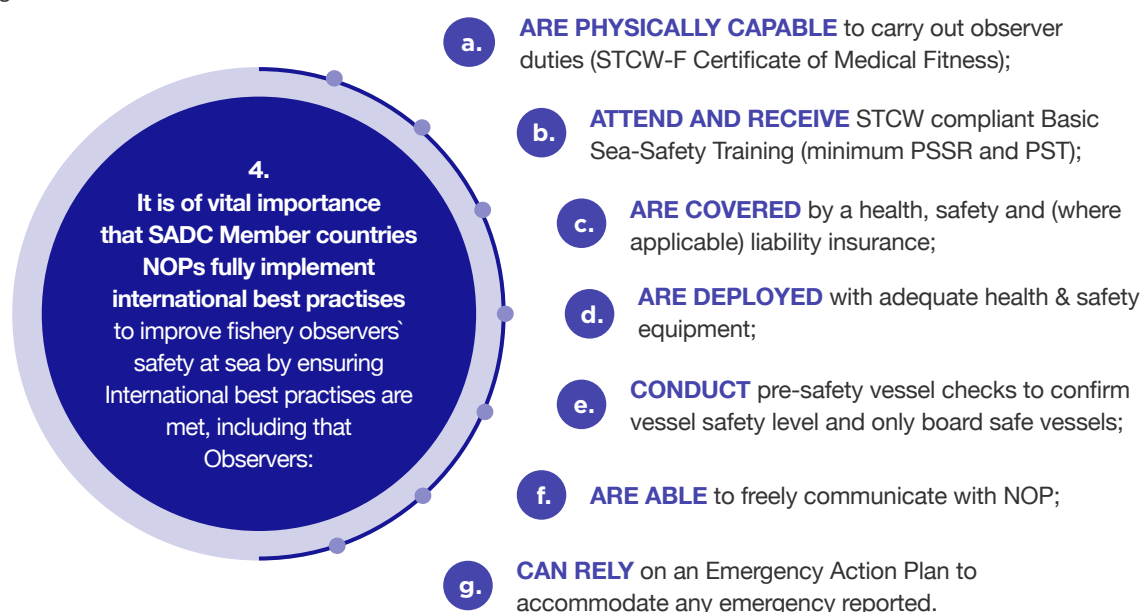 4.
It is of vital importance
that SADC Member countries
NOPs fully implement
international best practises
to improve fishery observers`
safety at sea by ensuring
International best practises are
met, including that
Observers:
a.
ARE PHYSICALLY CAPABLE to carry out observer
duties (STCW-F Certificate of Medical Fitness);
b.
ATTEND AND RECEIVE STCW compliant Basic
Sea-Safety Training (minimum PSSR and PST);
c.
ARE COVERED by a health, safety and (where
applicable) liability insurance;
d.
ARE DEPLOYED with adequate health & safety
equipment;
e.
CONDUCT pre-safety vessel checks to confirm
vessel safety level and only board safe vessels;
f.
ARE ABLE to freely communicate with NOP;
g.
CAN RELY on an Emergency Action Plan to
accommodate any emergency reported.